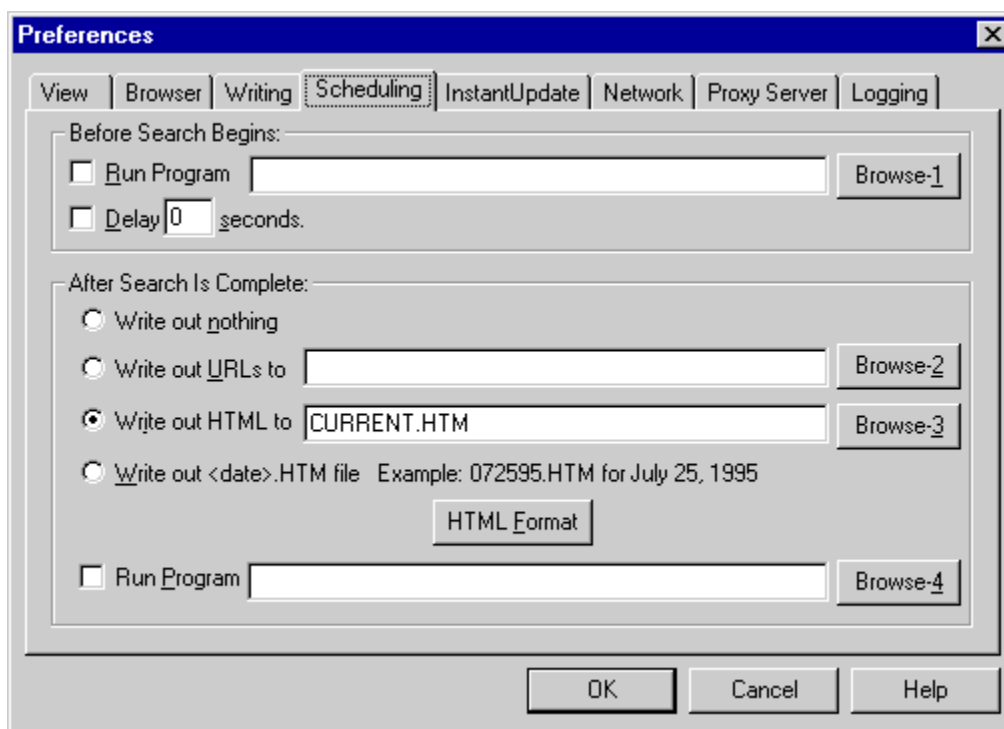 Preferences
View Browser Writing Scheduling InstantUpdate Network Proxy Server Logging
Before Search Begins:
Run Program Browse-1
Delay 0 seconds.
After Search Is Complete:
Write out nothing
Write out URLs to Browse-2
Write out HTML to CURRENT.HTM Browse-3
Write out <date>.HTM file Example: 072595.HTM for July 25, 1995
HTML Format
Run Program Browse-4
OK Cancel Help